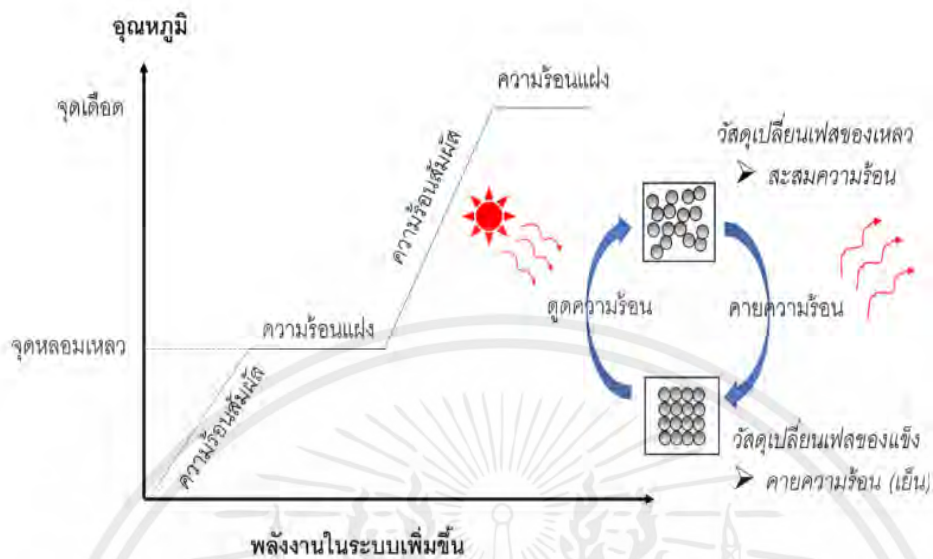 อุณหภูมิ
จุดเดือด
ความร้อนแฝง
ความร้อนสัมผัส
จุดหลอมเหลว
ความร้อนแฝง
ความร้อนสัมผัส
พลังงานในระบบเพิ่มขึ้น
วัสดุเปลี่ยนเฟสของเหลว
➤ สะสมความร้อน
ดูดความร้อน
คายความร้อน
วัสดุเปลี่ยนเฟสของแข็ง
➤ คายความร้อน (เย็น)